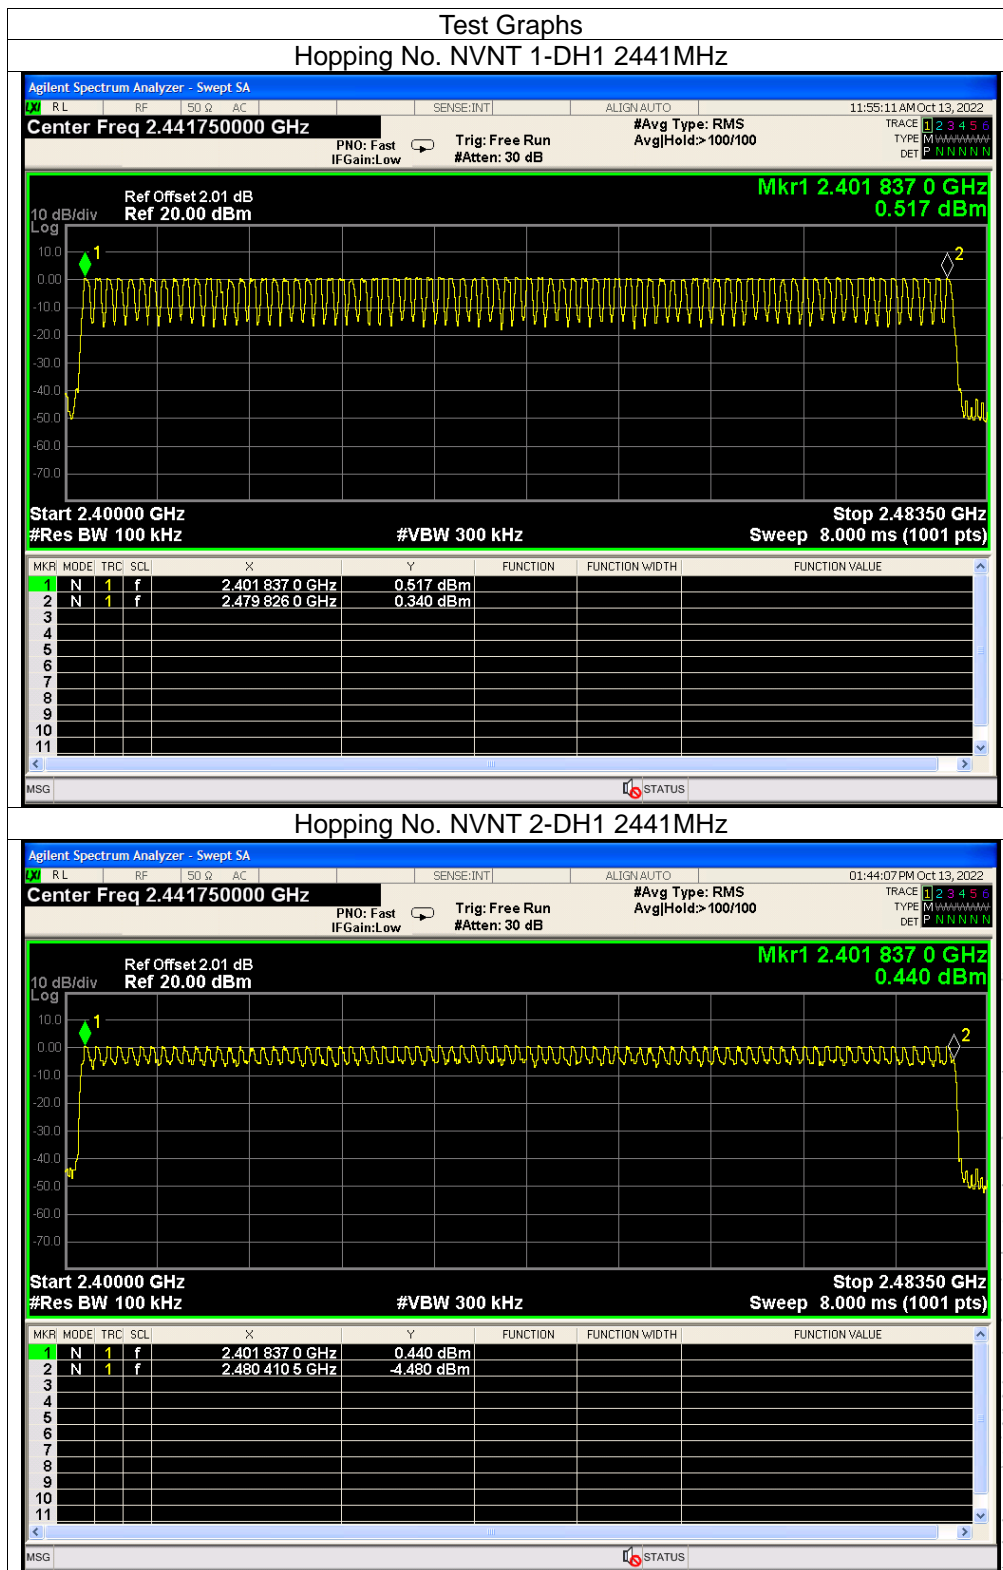 Test Graphs
Hopping No. NVNT 1-DH1 2441MHz
Agilent Spectrum Analyzer - Swept SA
LXI RL RF 50 Ω AC SENSE:INT ALIGN AUTO 11:55:11 AM Oct 13, 2022
Center Freq 2.441750000 GHz #Avg Type: RMS TRACE 1 2 3 4 5 6
PNO: Fast Trig: Free Run Avg|Hold:> 100/100 TYPE M
IFGain:Low #Atten: 30 dB DET P N N N N N
Mkr1 2.401 837 0 GHz
Ref Offset 2.01 dB
10 dB/div Ref 20.00 dBm 0.517 dBm
Log
10.0
1
2
0.00
-10.0
-20.0
-30.0
-40.0
-50.0
-60.0
-70.0
Start 2.40000 GHz Stop 2.48350 GHz
#Res BW 100 kHz #VBW 300 kHz Sweep 8.000 ms (1001 pts)
MKR MODE TRC SCL X Y FUNCTION FUNCTION WIDTH FUNCTION VALUE
1 N 1 f 2.401 837 0 GHz 0.517 dBm
2 N 1 f 2.479 826 0 GHz 0.340 dBm
3
4
5
6
7
8
9
10
11
MSG STATUS
Hopping No. NVNT 2-DH1 2441MHz
Agilent Spectrum Analyzer - Swept SA
LXI RL RF 50 Ω AC SENSE:INT ALIGN AUTO 01:44:07 PM Oct 13, 2022
Center Freq 2.441750000 GHz #Avg Type: RMS TRACE 1 2 3 4 5 6
PNO: Fast Trig: Free Run Avg|Hold:> 100/100 TYPE M
IFGain:Low #Atten: 30 dB DET P N N N N N
Mkr1 2.401 837 0 GHz
Ref Offset 2.01 dB
10 dB/div Ref 20.00 dBm 0.440 dBm
Log
10.0
1
2
0.00
-10.0
-20.0
-30.0
-40.0
-50.0
-60.0
-70.0
Start 2.40000 GHz Stop 2.48350 GHz
#Res BW 100 kHz #VBW 300 kHz Sweep 8.000 ms (1001 pts)
MKR MODE TRC SCL X Y FUNCTION FUNCTION WIDTH FUNCTION VALUE
1 N 1 f 2.401 837 0 GHz 0.440 dBm
2 N 1 f 2.480 410 5 GHz -4.480 dBm
3
4
5
6
7
8
9
10
11
MSG STATUS